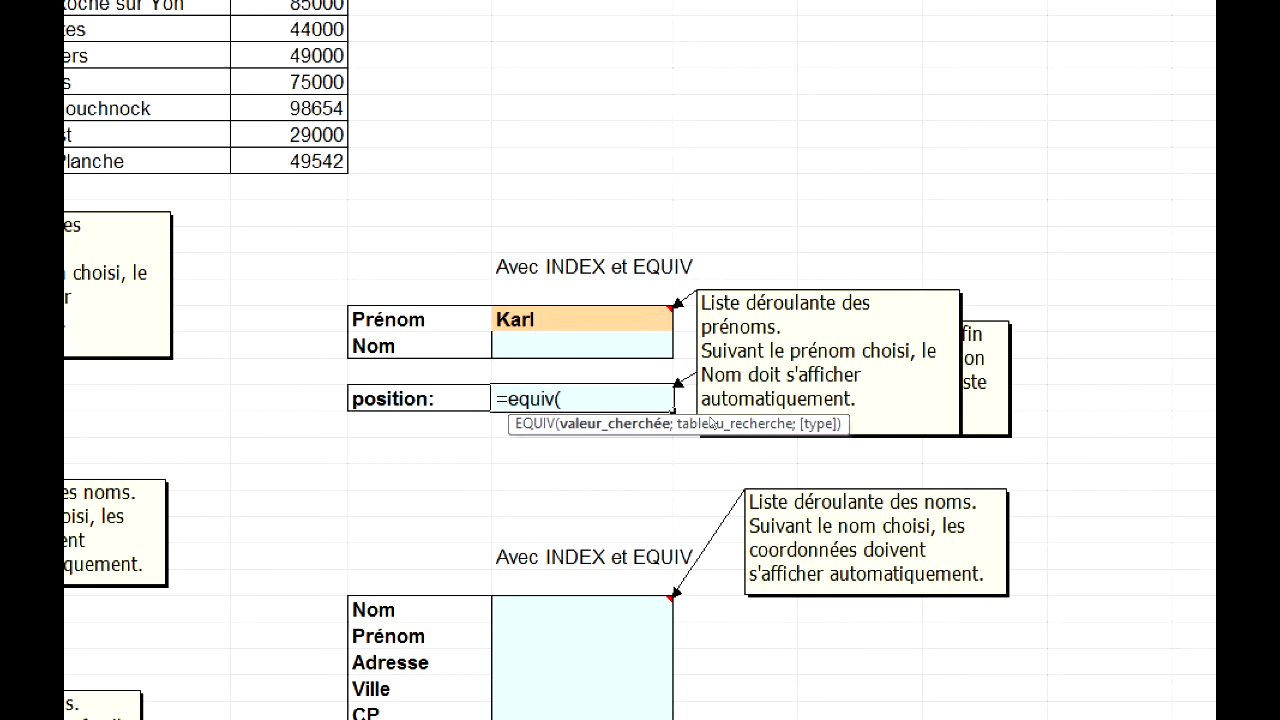 oche sur Yon 85000
tes 44000
ers 49000
s 75000
ouchnock 98654
st 29000
Planche 49542
es
choisi, le
r
.
Avec INDEX et EQUIV
Prénom Karl
Nom
position: =equiv(
EQUIV(valeur_cherchée; tableau_recherche; [type])
Liste déroulante des
prénoms.
Suivant le prénom choisi, le
Nom doit s'afficher
automatiquement.
fin
on
ste
es noms.
oisi, les
ent
quement.
Avec INDEX et EQUIV
Liste déroulante des noms.
Suivant le nom choisi, les
coordonnées doivent
s'afficher automatiquement.
Nom
Prénom
Adresse
Ville
CP
s.